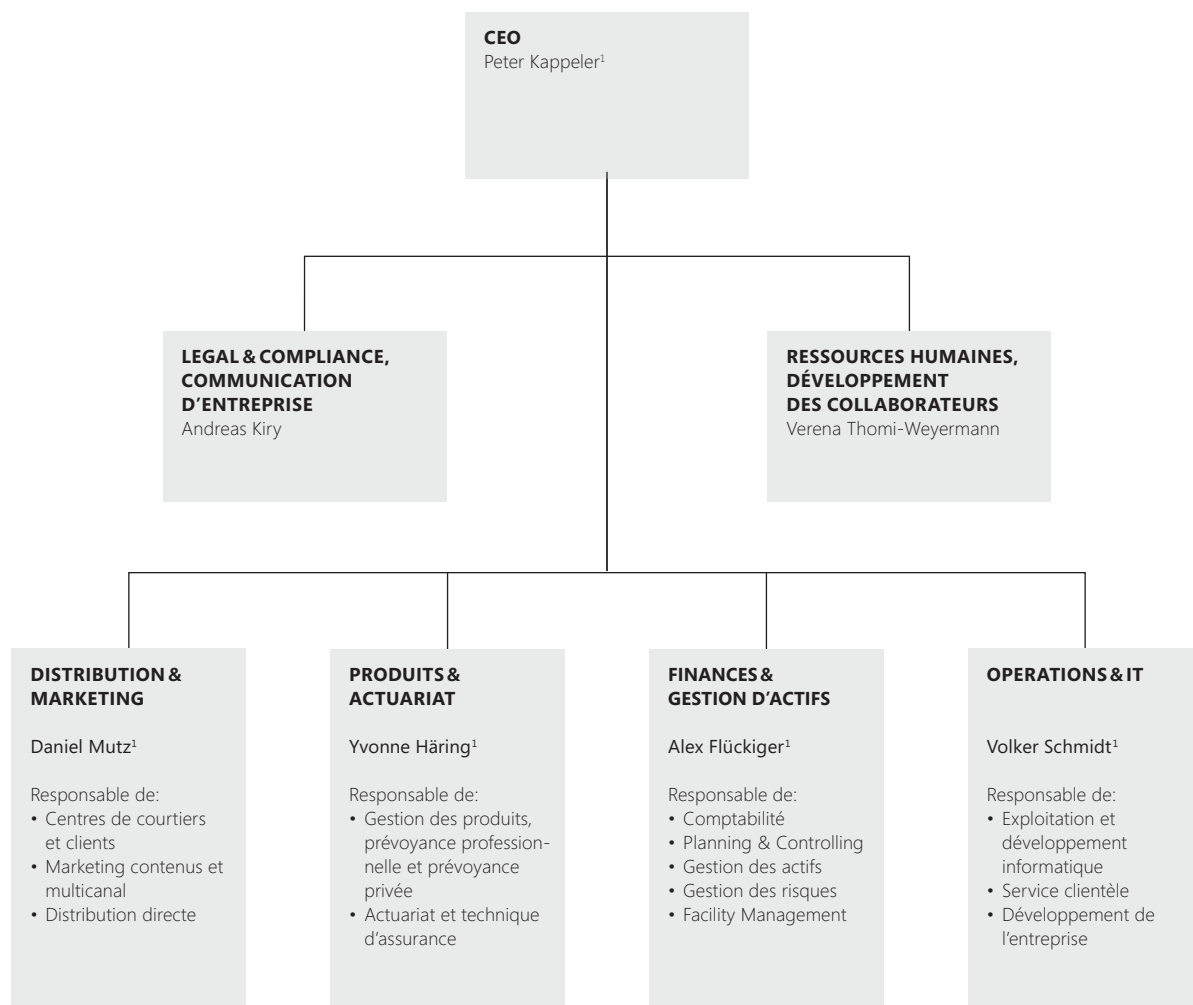 CEO
Peter Kappeler¹
LEGAL & COMPLIANCE,
COMMUNICATION
D'ENTREPRISE
Andreas Kiry
RESSOURCES HUMAINES,
DÉVELOPPEMENT
DES COLLABORATEURS
Verena Thomi-Weyermann
DISTRIBUTION &
MARKETING
Daniel Mutz¹
Responsable de:
• Centres de courtiers
et clients
• Marketing contenus et
multicanal
• Distribution directe
PRODUITS &
ACTUARIAT
Yvonne Häring¹
Responsable de:
• Gestion des produits,
prévoyance profession-
nelle et prévoyance
privée
• Actuariat et technique
d'assurance
FINANCES &
GESTION D'ACTIFS
Alex Flückiger¹
Responsable de:
• Comptabilité
• Planning & Controlling
• Gestion des actifs
• Gestion des risques
• Facility Management
OPERATIONS & IT
Volker Schmidt¹
Responsable de:
• Exploitation et
développement
informatique
• Service clientèle
• Développement de
l'entreprise